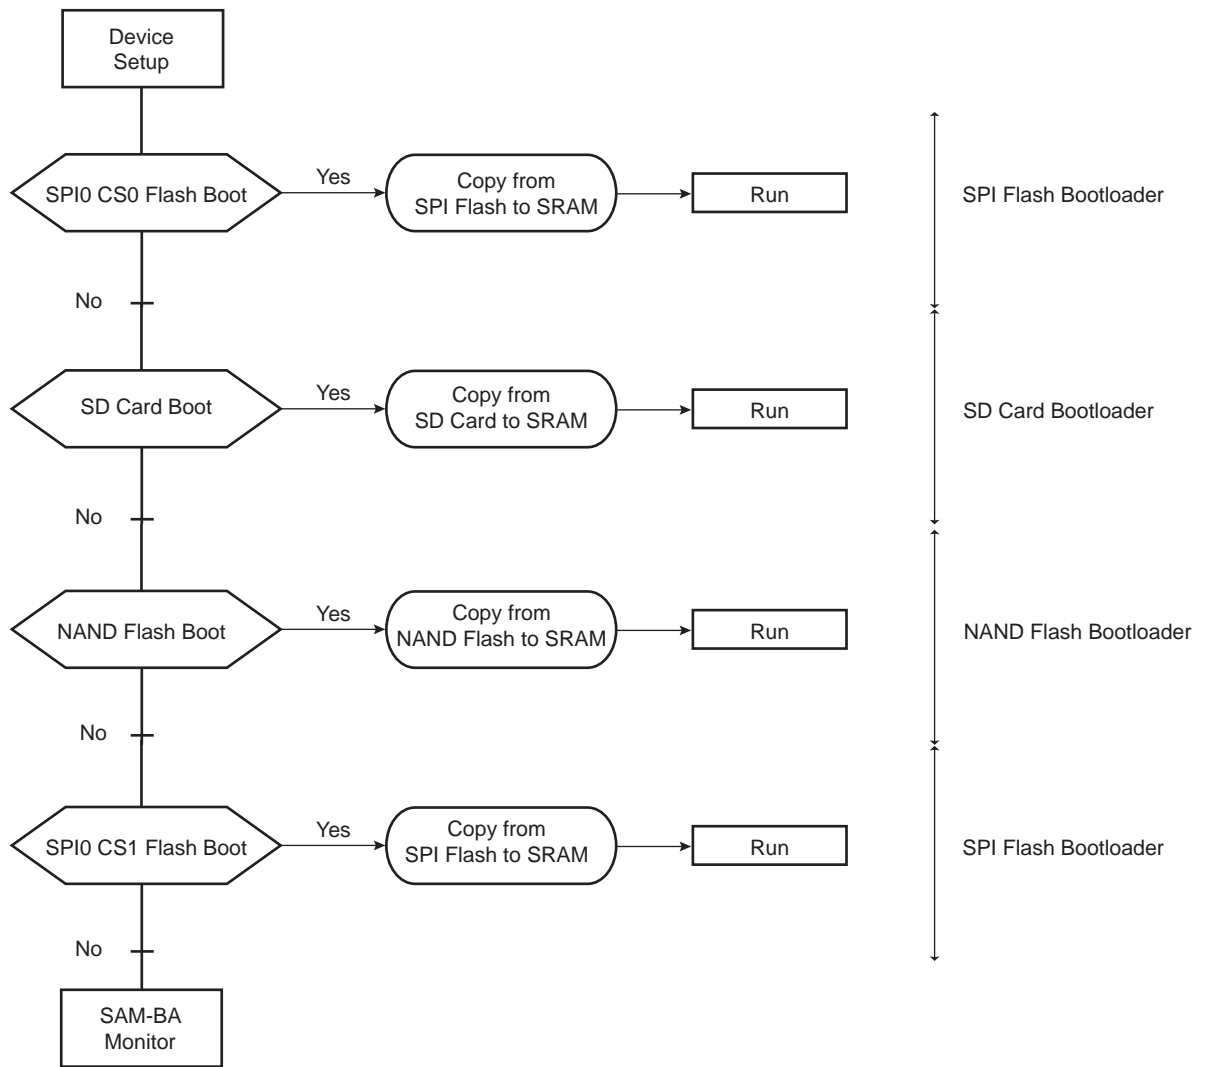 Device
Setup
SPI0 CS0 Flash Boot
Yes
Copy from
SPI Flash to SRAM
Run
SPI Flash Bootloader
No
SD Card Boot
Yes
Copy from
SD Card to SRAM
Run
SD Card Bootloader
No
NAND Flash Boot
Yes
Copy from
NAND Flash to SRAM
Run
NAND Flash Bootloader
No
SPI0 CS1 Flash Boot
Yes
Copy from
SPI Flash to SRAM
Run
SPI Flash Bootloader
No
SAM-BA
Monitor